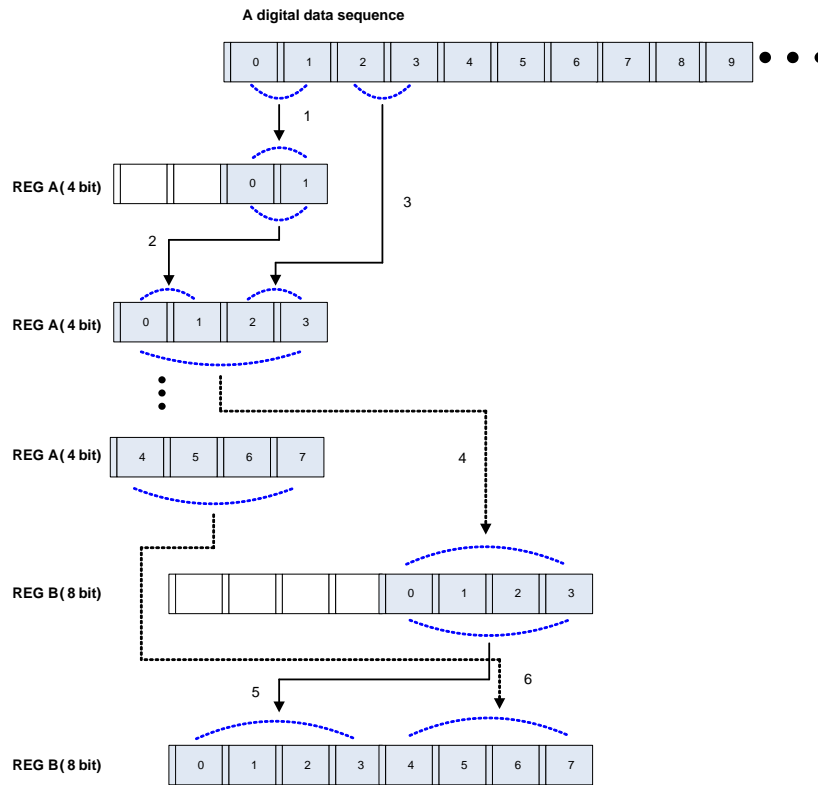 A digital data sequence
0 1 2 3 4 5 6 7 8 9
1
REG A( 4 bit) 0 1
3
2
REG A( 4 bit) 0 1 2 3
REG A( 4 bit) 4 5 6 7
4
REG B( 8 bit) 0 1 2 3
5 6
REG B( 8 bit) 0 1 2 3 4 5 6 7